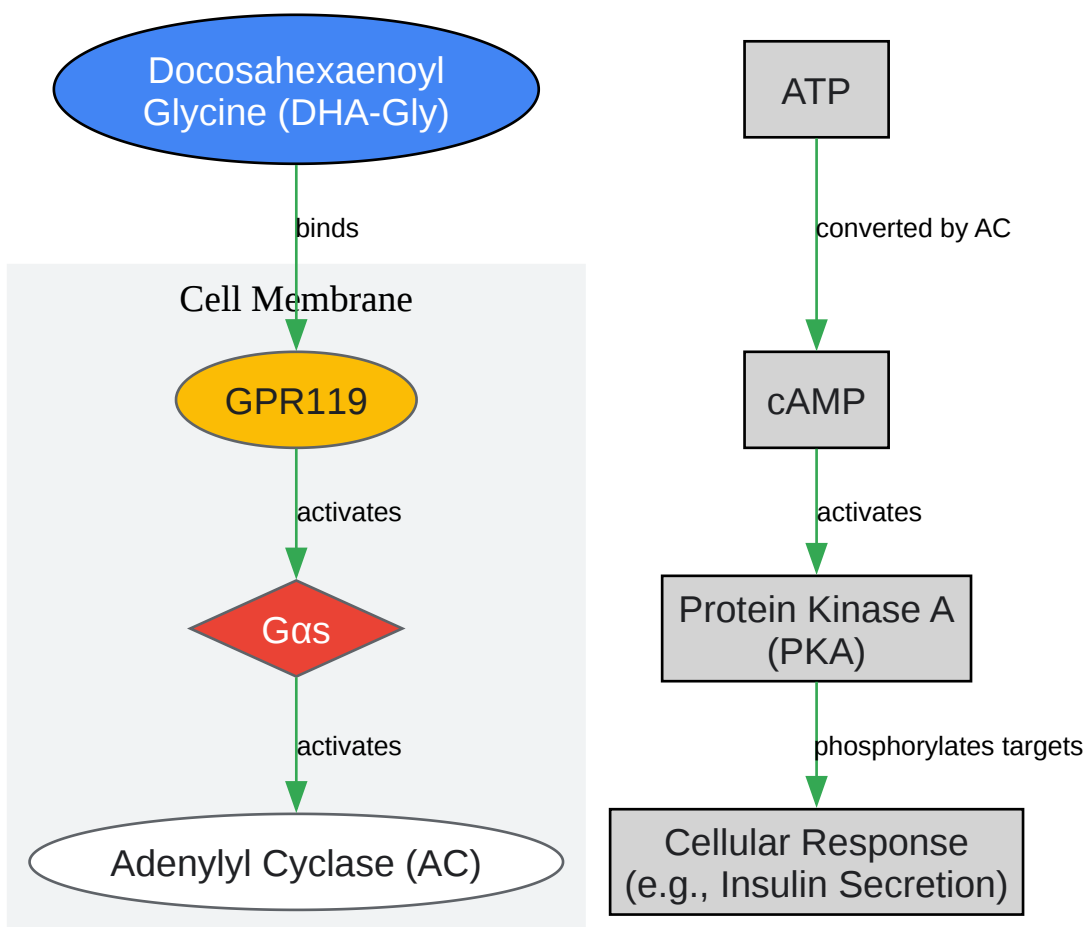 Docosahexaenoyl
Glycine (DHA-Gly)
binds
Cell Membrane
GPR119
activates
Gαs
activates
Adenylyl Cyclase (AC)
ATP
converted by AC
cAMP
activates
Protein Kinase A
(PKA)
phosphorylates targets
Cellular Response
(e.g., Insulin Secretion)